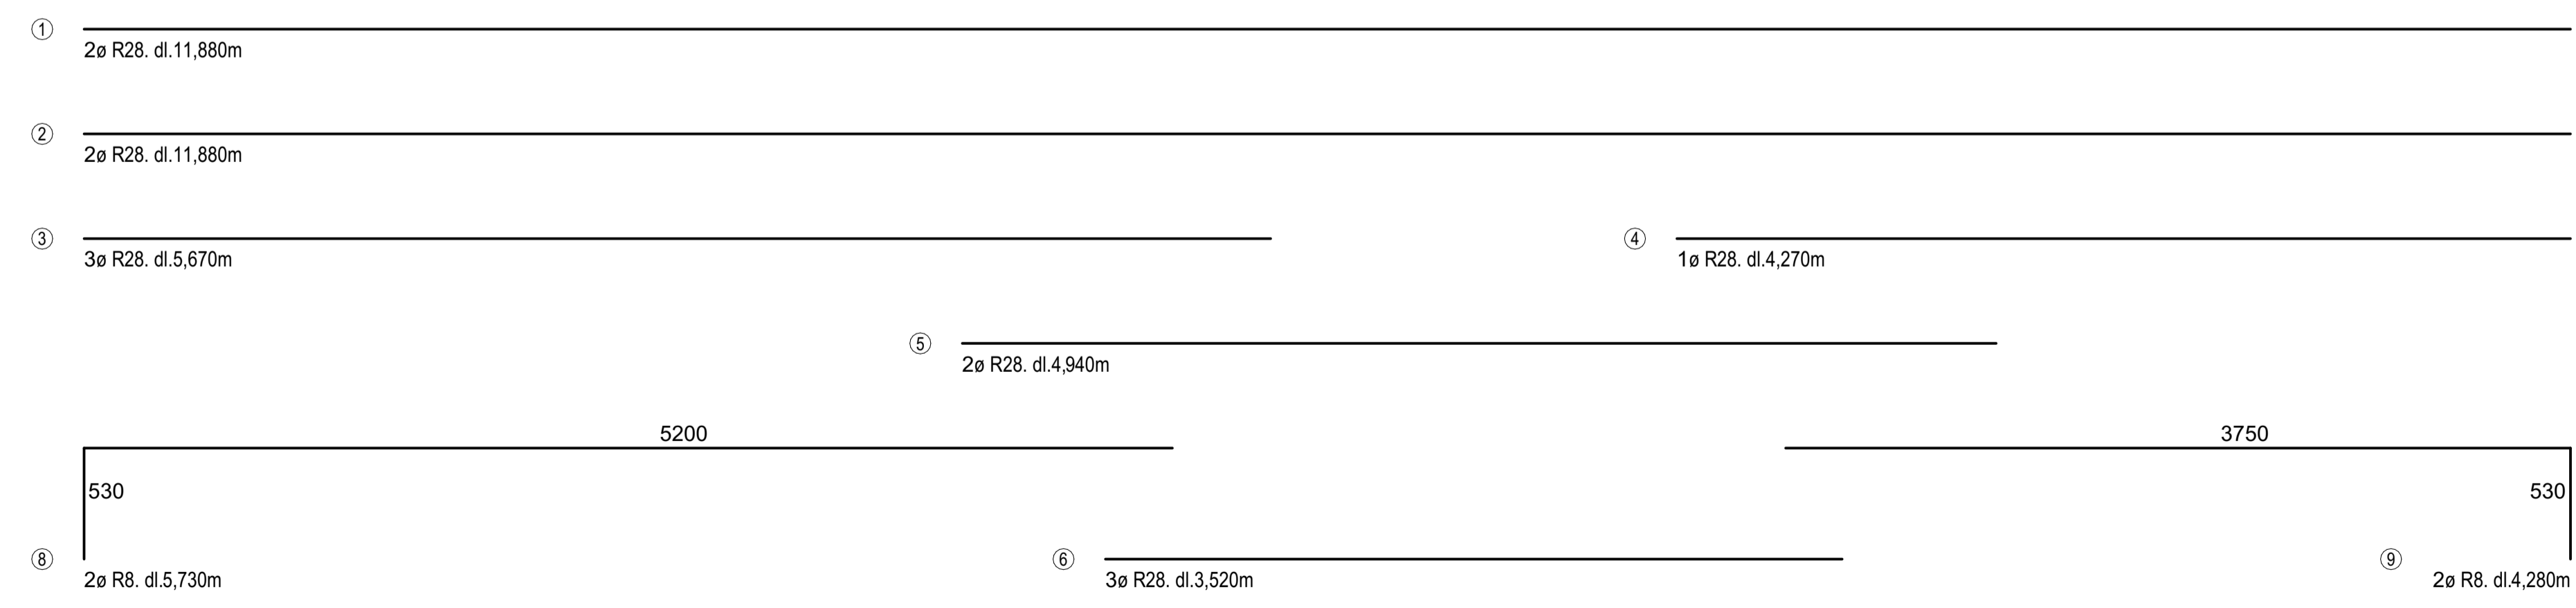 1
2ø R28. dl.11,880m
2
2ø R28. dl.11,880m
3
3ø R28. dl.5,670m
4
1ø R28. dl.4,270m
5
2ø R28. dl.4,940m
5200
3750
530
530
8
2ø R8. dl.5,730m
6
3ø R28. dl.3,520m
9
2ø R8. dl.4,280m